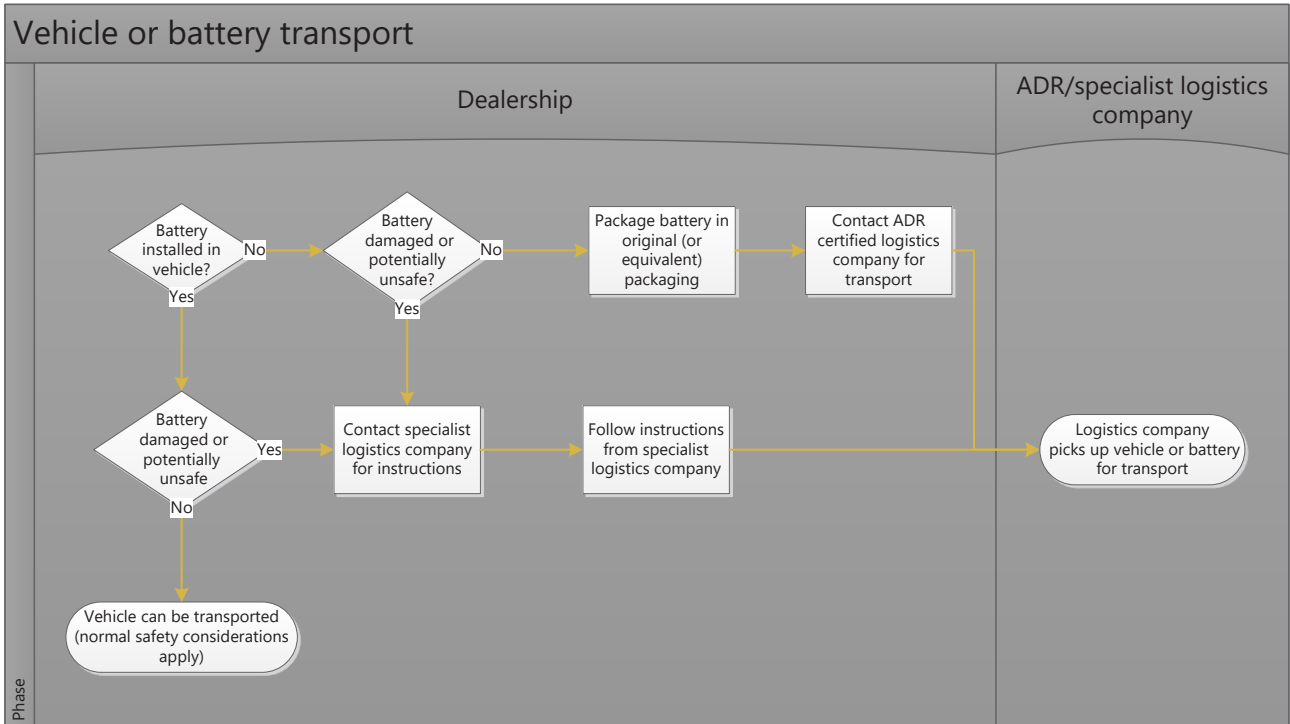 Vehicle or battery transport
Dealership
ADR/specialist logistics
company
Battery
installed in
vehicle?
No
Yes
Battery
damaged or
potentially
unsafe?
No
Yes
Package battery in
original (or
equivalent)
packaging
Contact ADR
certified logistics
company for
transport
Battery
damaged or
potentially
unsafe
Yes
No
Contact specialist
logistics company
for instructions
Follow instructions
from specialist
logistics company
Logistics company
picks up vehicle or battery
for transport
Vehicle can be transported
(normal safety considerations
apply)
Phase